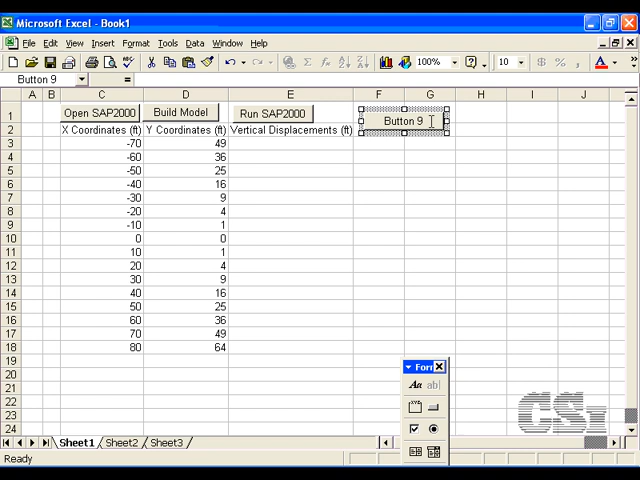 Microsoft Excel - Book1
File Edit View Insert Format Tools Data Window Help
100% 10 B A
Button 9 =
A B C D E F G H I J
1 Open SAP2000 Build Model Run SAP2000 Button 9
2 X Coordinates (ft) Y Coordinates (ft) Vertical Displacements (ft)
3 -70 49
4 -60 36
5 -50 25
6 -40 16
7 -30 9
8 -20 4
9 -10 1
10 0 0
11 10 1
12 20 4
13 30 9
14 40 16
15 50 25
16 60 36
17 70 49
18 80 64
19
20
21
22
23
24
Forr
Aa ab|
XYZ
CSI
Sheet1 Sheet2 Sheet3
Ready